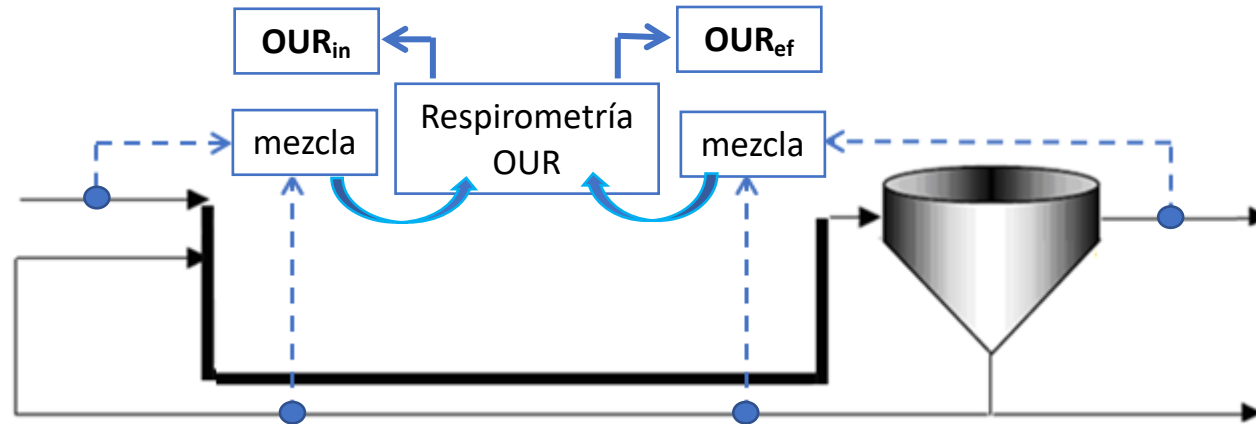 OURin
OURef
Respirometría
OUR
mezcla
mezcla